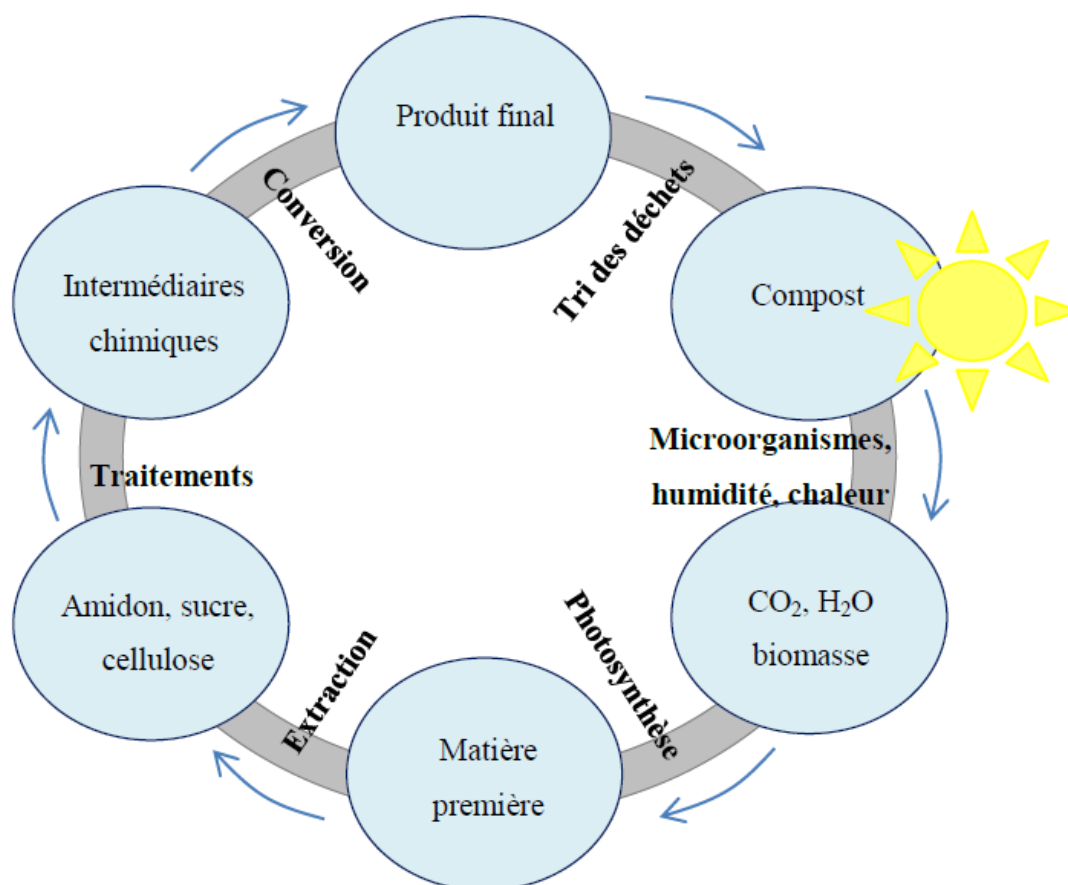 Produit final
Conversion
Tri des déchets
Intermédiaires
chimiques
Compost
Traitements
Microorganismes,
humidité, chaleur
Amidon, sucre,
cellulose
CO₂, H₂O
biomasse
Extraction
Photosynthèse
Matière
première